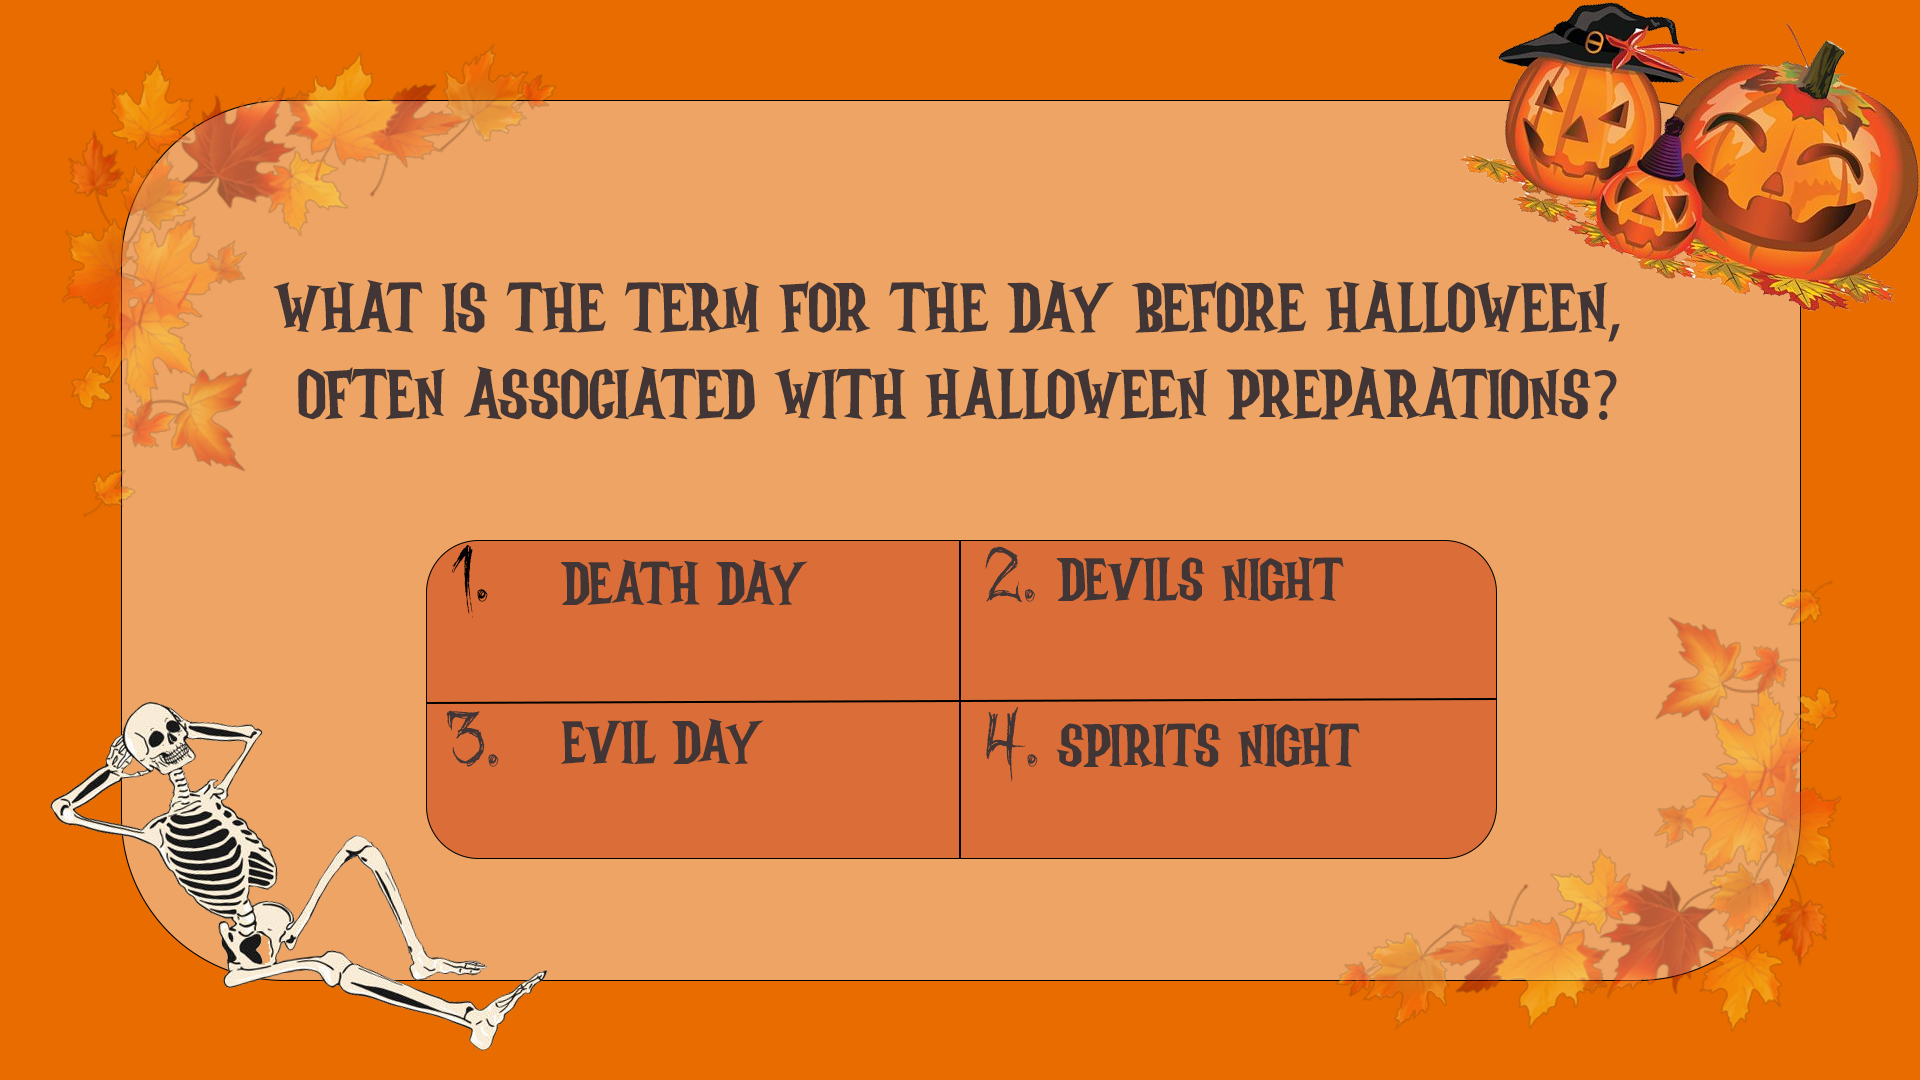 WHAT IS THE TERM FOR THE DAY BEFORE HALLOWEEN,
OFTEN ASSOCIATED WITH HALLOWEEN PREPARATIONS?
1. DEATH DAY
2. DEVILS NIGHT
3. EVIL DAY
4. SPIRITS NIGHT